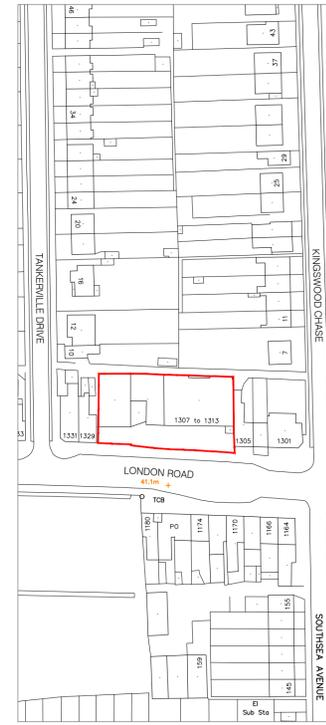 46
43
37
34
29
25
24
20
TANKERVILLE DRIVE
KINGSWOOD CHASE
16
12
11
10
7
1307 to 1313
33
1331
1329
1305
1301
LONDON ROAD
41.1m
TCB
1180
PO
1174
1170
1166
1164
155
SOUTHSEA AVENUE
159
145
El
Sub Sta